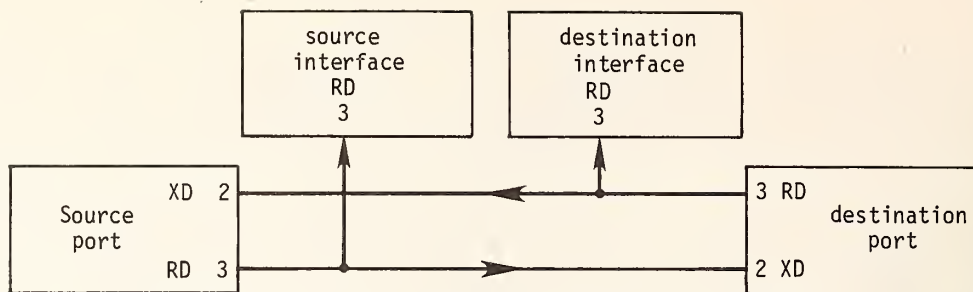 source
interface
RD
3
destination
interface
RD
3
XD 2
Source
port
RD 3
3 RD
destination
port
2 XD